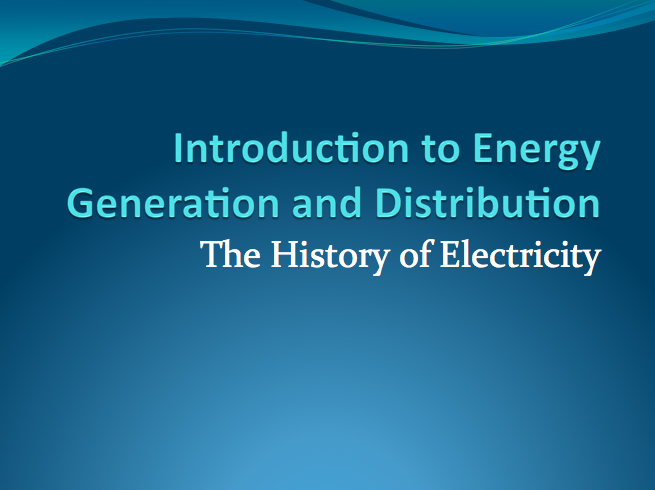 Introduction to Energy
Generation and Distribution
The History of Electricity